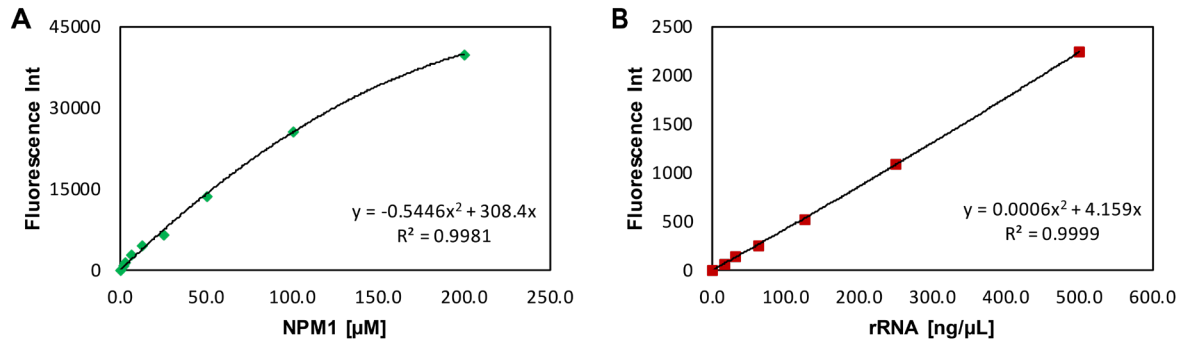 A
Fluorescence Int
45000
30000
15000
0
0.0 50.0 100.0 150.0 200.0 250.0
NPM1 [µM]
y = -0.5446x² + 308.4x
R² = 0.9981
B
Fluorescence Int
2500
2000
1500
1000
500
0
0.0 100.0 200.0 300.0 400.0 500.0 600.0
rRNA [ng/µL]
y = 0.0006x² + 4.159x
R² = 0.9999